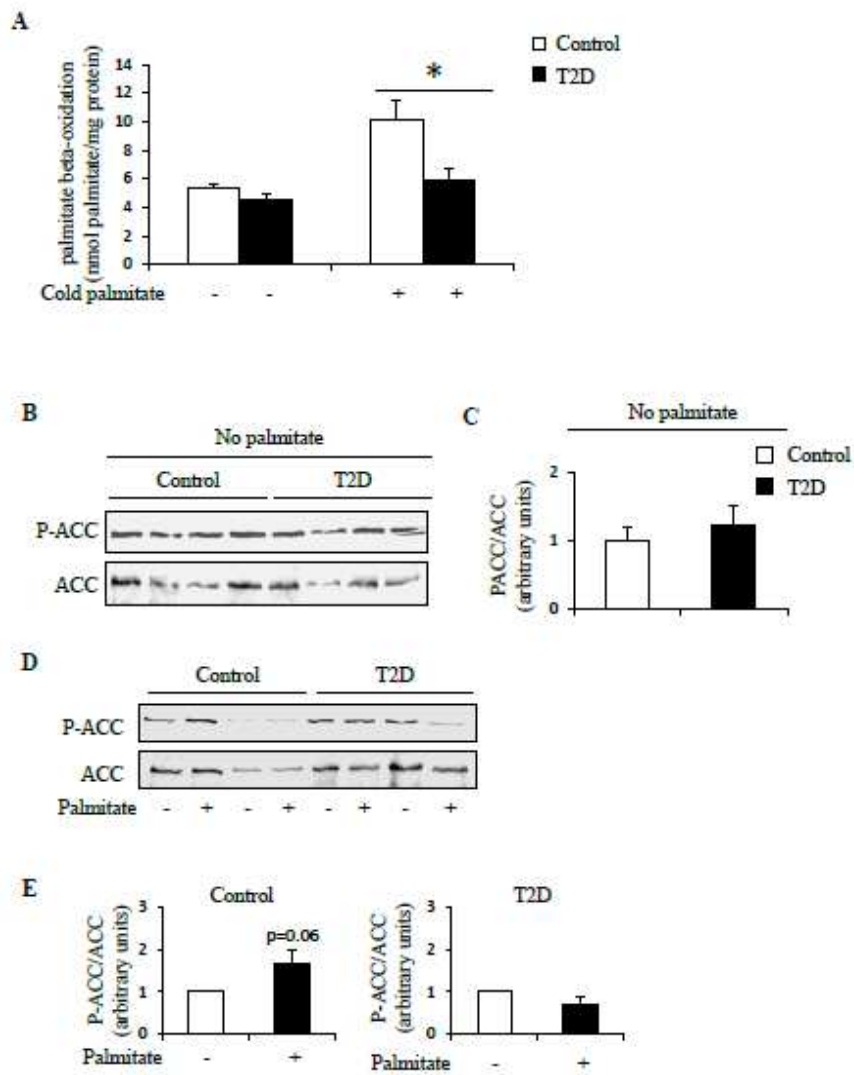 A
Control
T2D
palmitate beta-oxidation
(nmol palmitate/mg protein)
14
12
10
8
6
4
2
0
*
Cold palmitate - - + +
B
No palmitate
Control T2D
P-ACC
ACC
C
No palmitate
Control
T2D
PACC/ACC
(arbitrary units)
2
1
0
D
Control T2D
P-ACC
ACC
Palmitate - + - + - + - +
E
Control
P-ACC/ACC
(arbitrary units)
3
2
1
0
p=0.06
Palmitate - +
T2D
P-ACC/ACC
(arbitrary units)
3
2
1
0
Palmitate - +